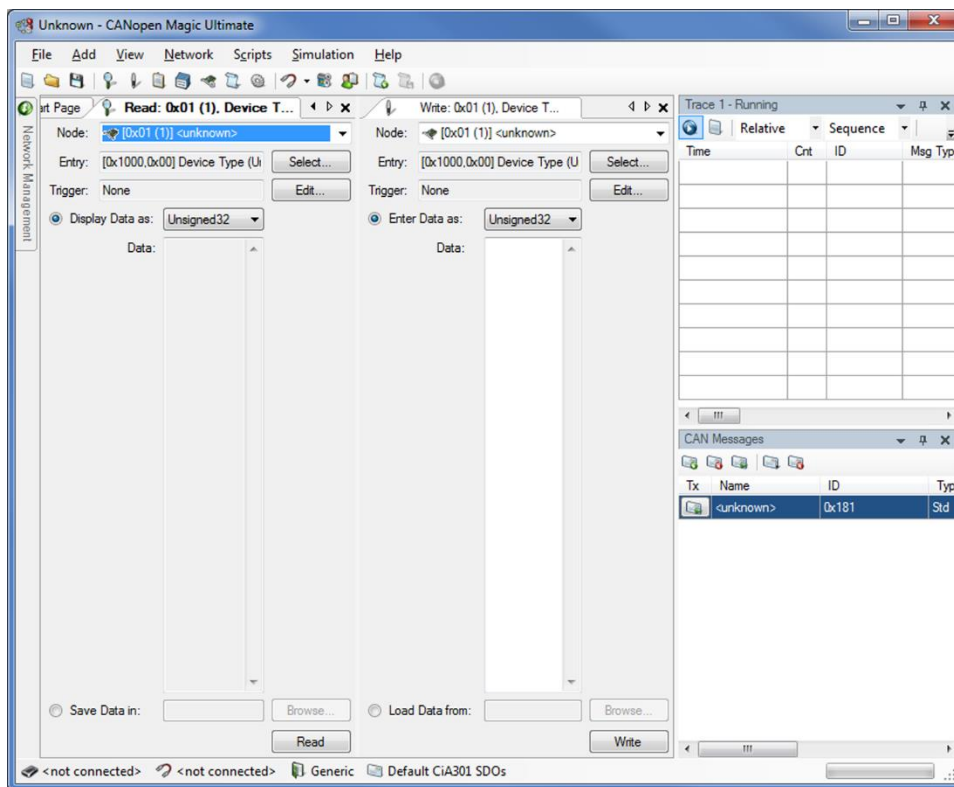 Unknown - CANopen Magic Ultimate
File Add View Network Scripts Simulation Help
rt Page Read: 0x01 (1), Device T... Write: 0x01 (1), Device T... Trace 1 - Running
Network Management
Node: [0x01 (1)] <unknown> Node: [0x01 (1)] <unknown> Relative Sequence
Entry: [0x1000,0x00] Device Type (U Select... Entry: [0x1000,0x00] Device Type (U Select... Time Cnt ID Msg Typ
Trigger: None Edit... Trigger: None Edit...
Display Data as: Unsigned32 Enter Data as: Unsigned32
Data: Data:
CAN Messages
Tx Name ID Typ
<unknown> 0x181 Std
Save Data in: Browse... Load Data from: Browse...
Read Write
<not connected> <not connected> Generic Default CiA301 SDOs